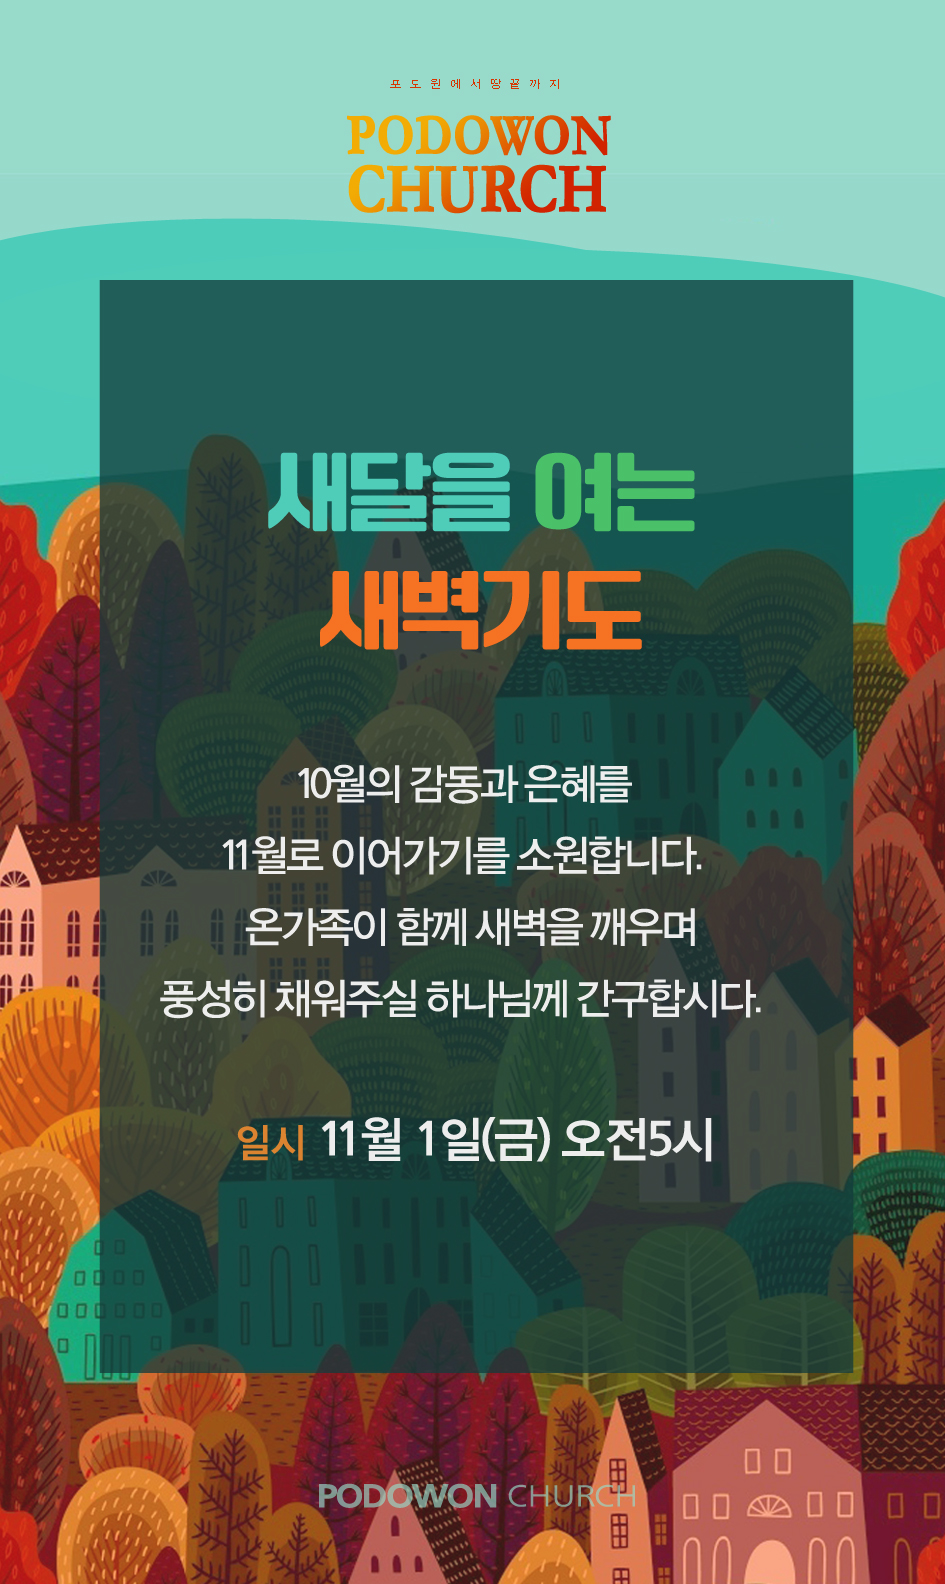 포도원에서땅끝까지
PODOWON
CHURCH
새달을 여는
새벽기도
10월의 감동과 은혜를
11월로 이어가기를 소원합니다.
온가족이 함께 새벽을 깨우며
풍성히 채워주실 하나님께 간구합시다.
일시 11월 1일(금) 오전5시
PODOWON CHURCH